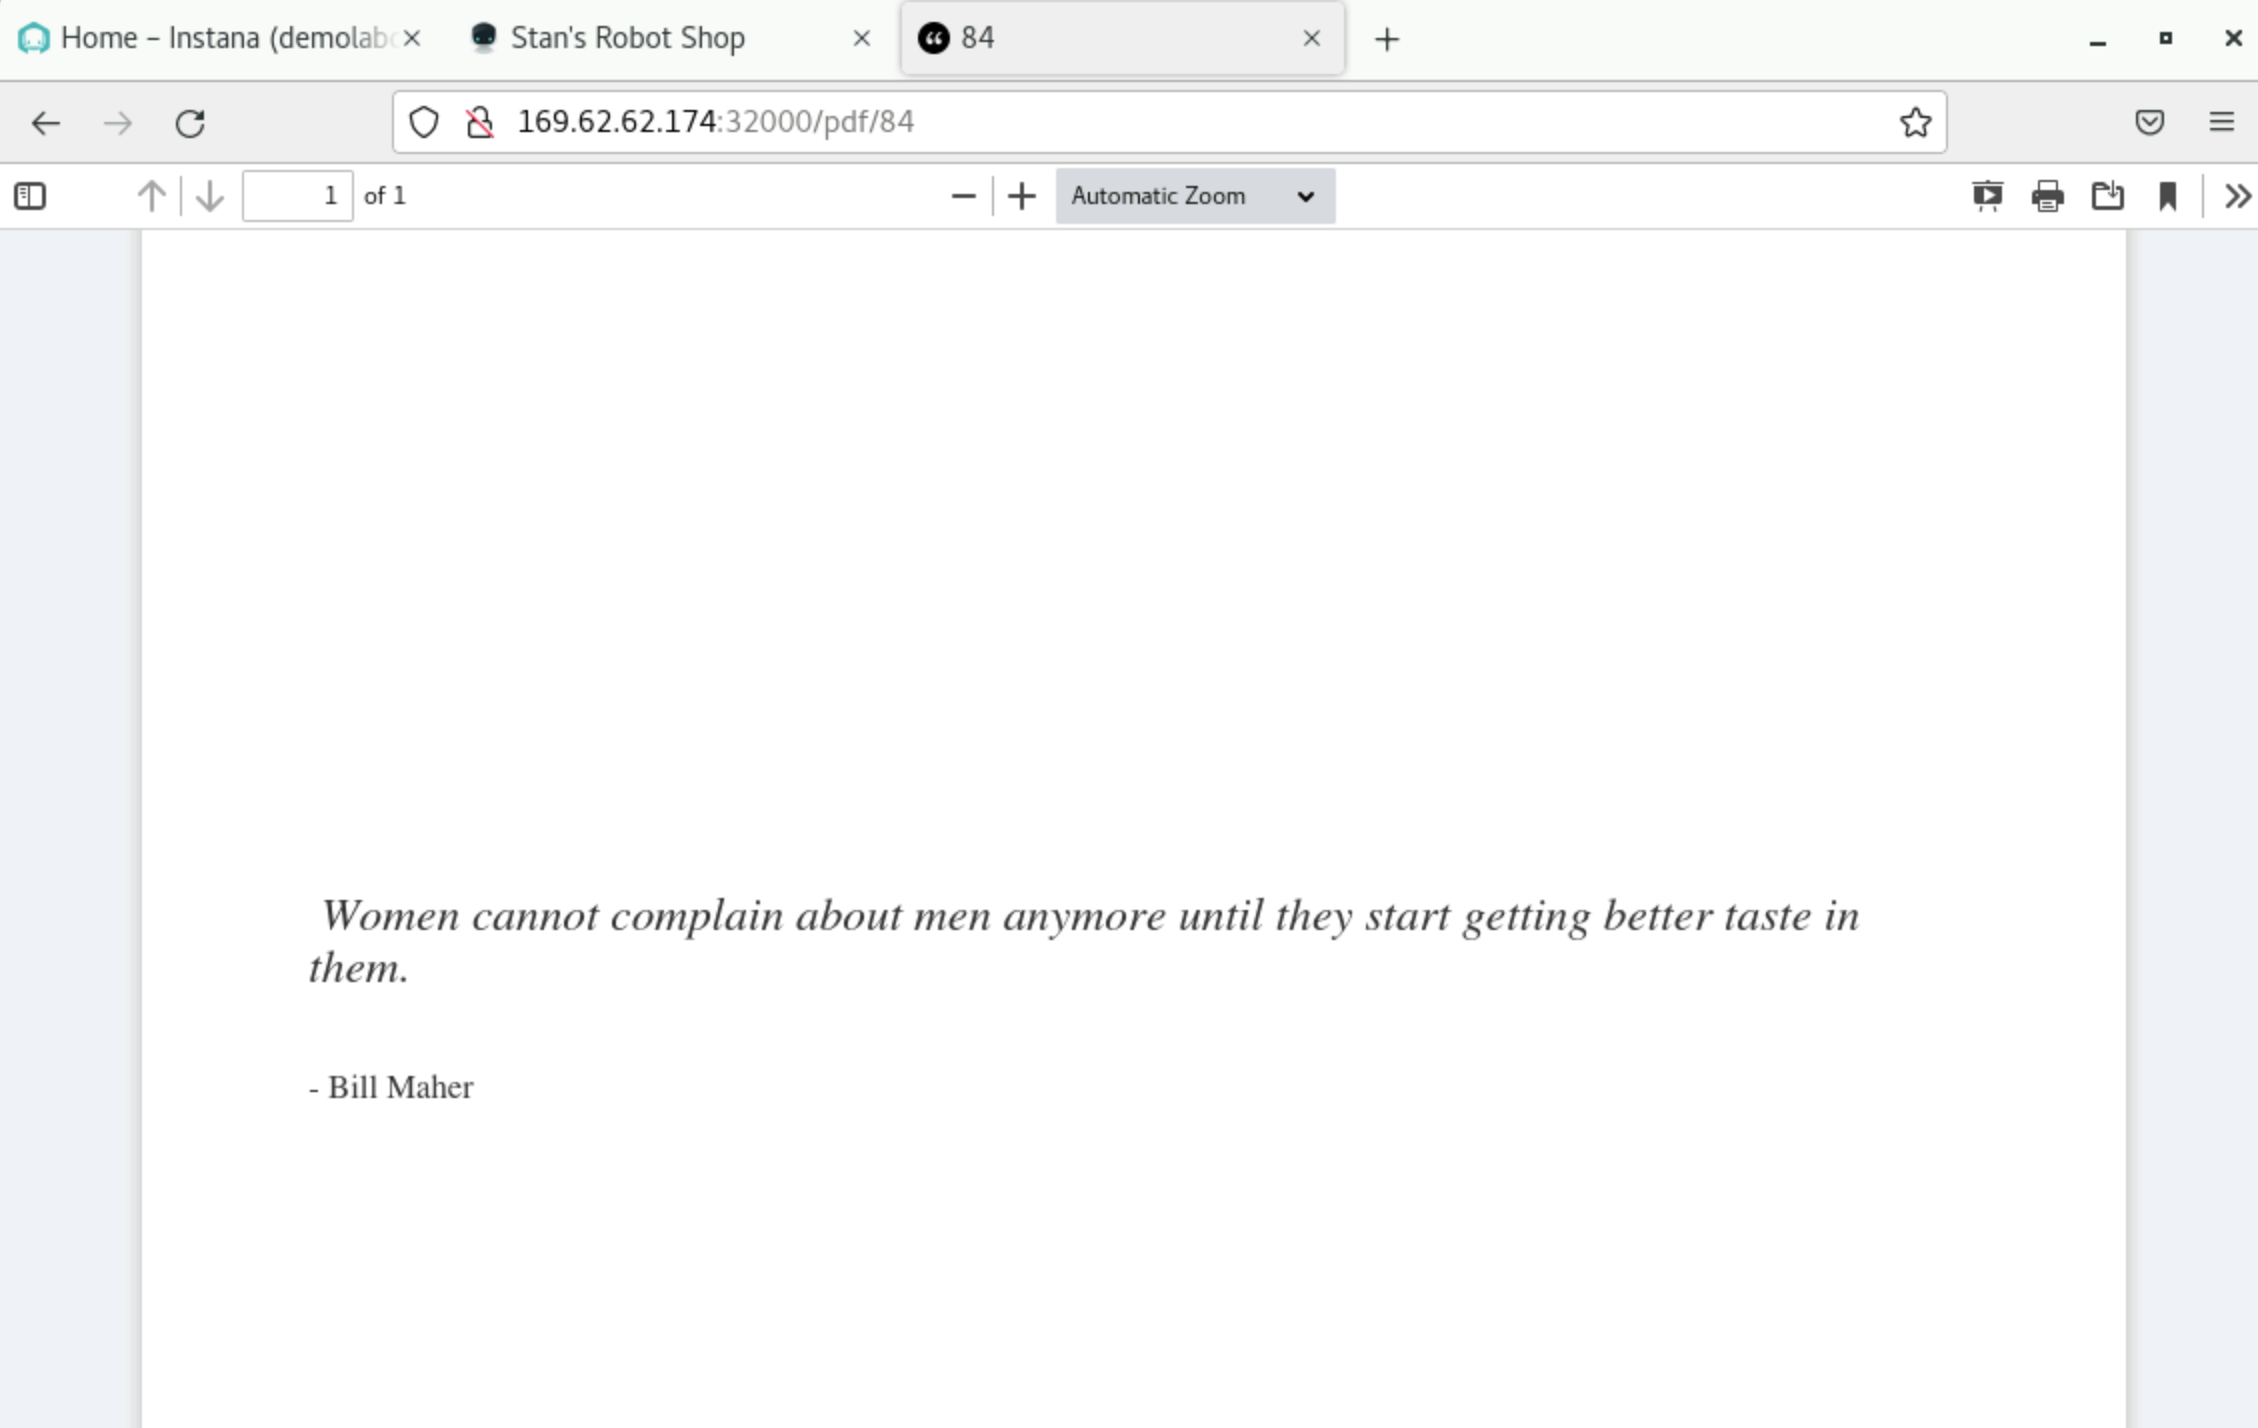 Home – Instana (demolab
Stan's Robot Shop
84
169.62.62.174:32000/pdf/84
1 of 1
Automatic Zoom
Women cannot complain about men anymore until they start getting better taste in
them.
- Bill Maher